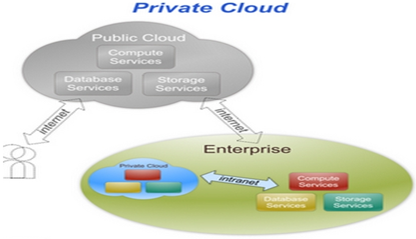 Private Cloud
Public Cloud
Compute
Services
Database
Services
Storage
Services
internet
internet
Enterprise
Private Cloud
intranet
Compute
Services
Database
Services
Storage
Services